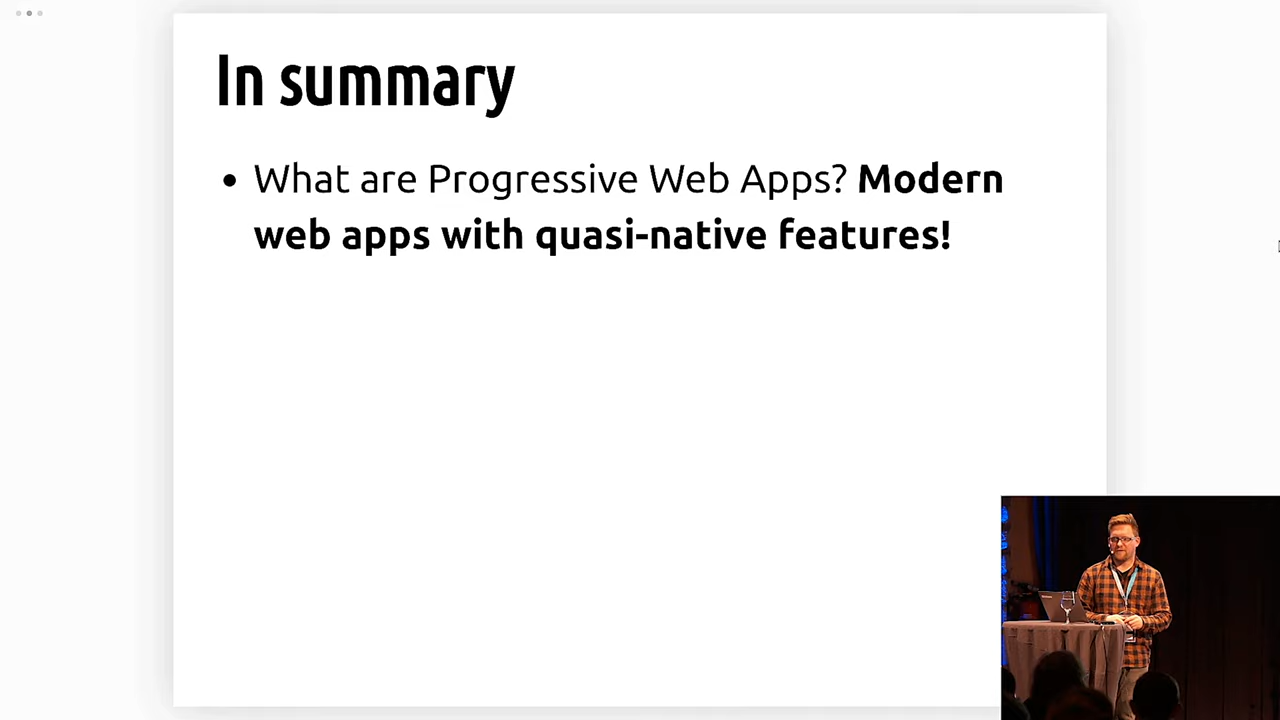 In summary
• What are Progressive Web Apps? Modern
web apps with quasi-native features!